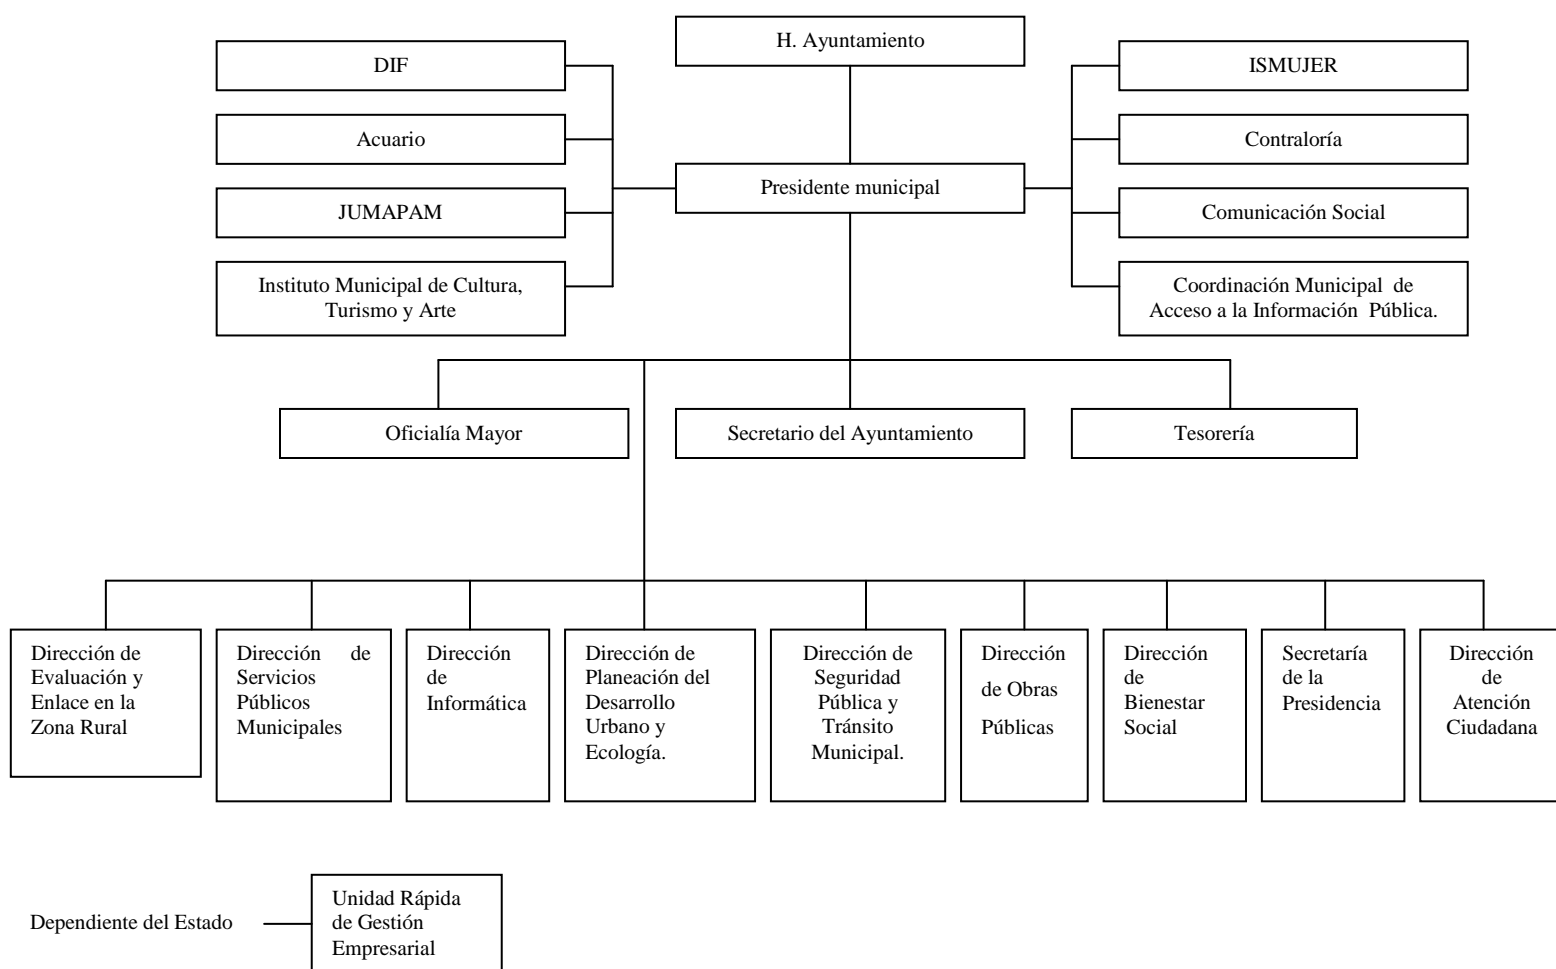 H. Ayuntamiento
DIF
ISMUJER
Acuario
Contraloría
Presidente municipal
JUMAPAM
Comunicación Social
Instituto Municipal de Cultura,
Turismo y Arte
Coordinación Municipal de
Acceso a la Información Pública.
Oficialía Mayor
Secretario del Ayuntamiento
Tesorería
Dirección de
Evaluación y
Enlace en la
Zona Rural
Dirección de
Servicios
Públicos
Municipales
Dirección
de
Informática
Dirección de
Planeación del
Desarrollo
Urbano y
Ecología.
Dirección de
Seguridad
Pública y
Tránsito
Municipal.
Dirección
de Obras
Públicas
Dirección
de
Bienestar
Social
Secretaría
de la
Presidencia
Dirección
de
Atención
Ciudadana
Dependiente del Estado
Unidad Rápida
de Gestión
Empresarial